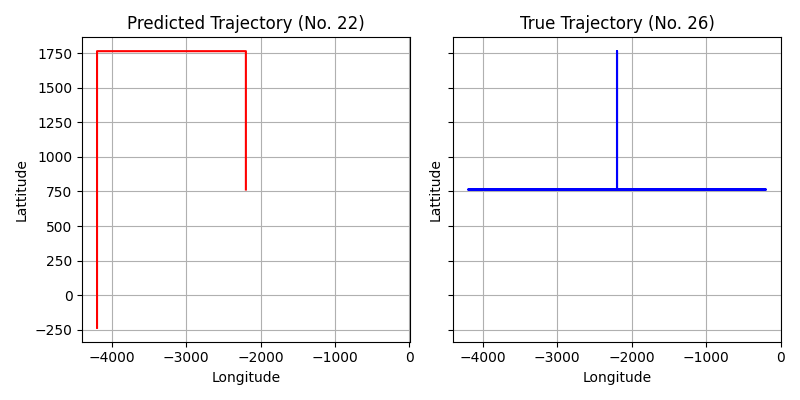 Predicted Trajectory (No. 22)
True Trajectory (No. 26)
1750
1500
1250
1000
750
500
250
0
−250
Lattitude
Lattitude
−4000 −3000 −2000 −1000 0
−4000 −3000 −2000 −1000 0
Longitude
Longitude